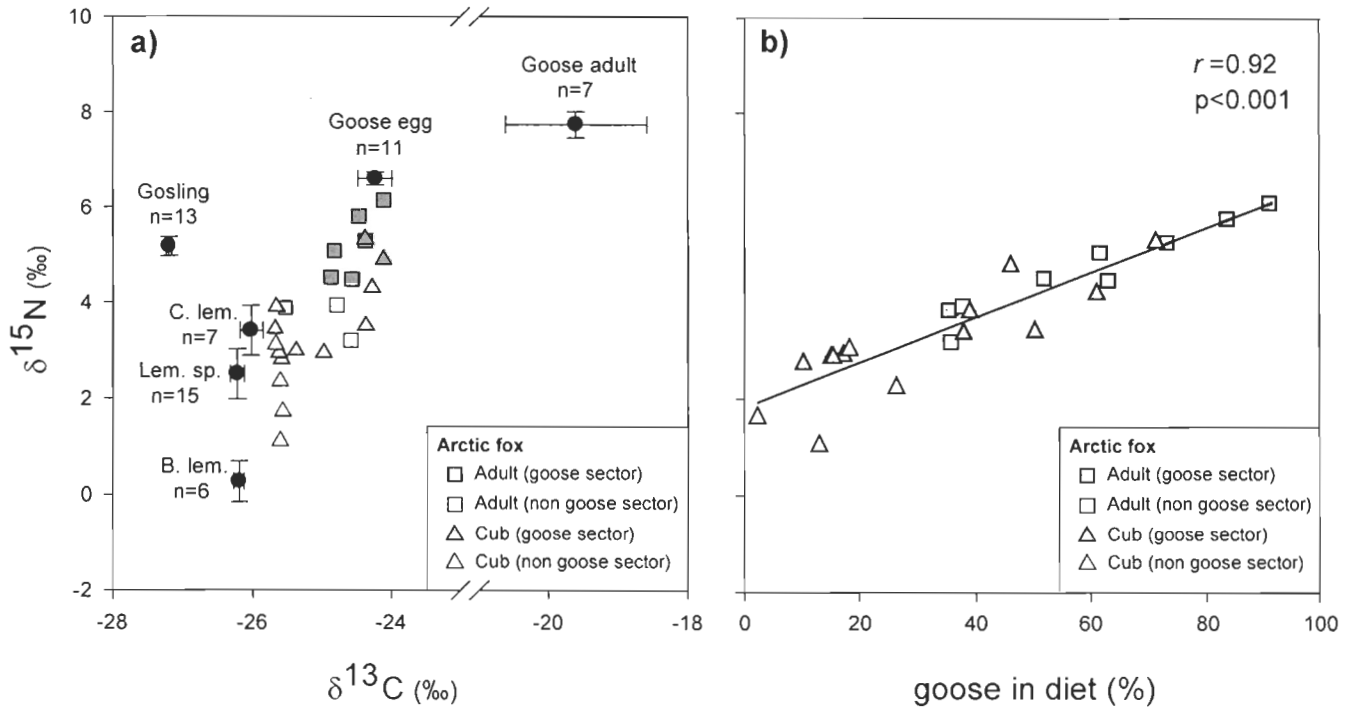 a)
10
8
6
4
2
0
-2
δ15N (‰)
Goose adult
n=7
Goose egg
n=11
Gosling
n=13
C. lem.
n=7
Lem. sp.
n=15
B. lem.
n=6
Arctic fox
Adult (goose sector)
Adult (non goose sector)
Cub (goose sector)
Cub (non goose sector)
-28
-26
-24
-20
-18
δ13C (‰)
b)
r=0.92
p<0.001
Arctic fox
Adult (goose sector)
Adult (non goose sector)
Cub (goose sector)
Cub (non goose sector)
0
20
40
60
80
100
goose in diet (%)